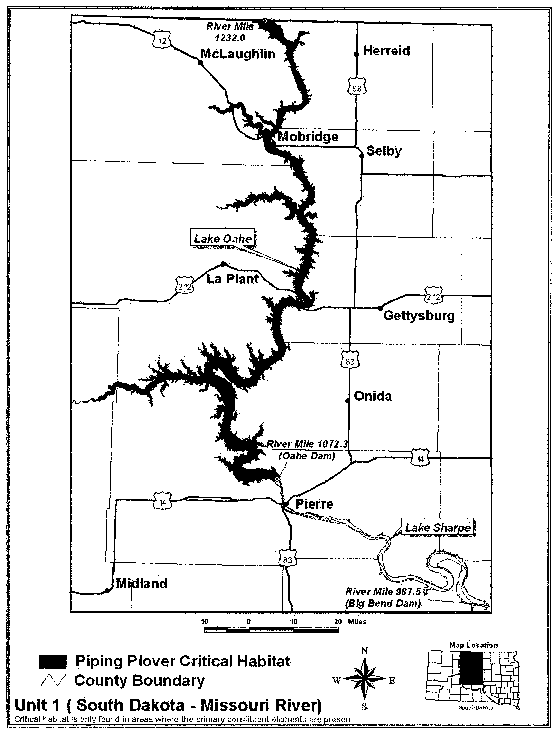 River Mile
1232.0
12
McLaughlin
Herreid
83
Mobridge
Selby
Lake Oahe
La Plant
212
212
Gettysburg
83
Onida
River Mile 1072.3
(Oahe Dam)
14
14
Pierre
Lake Sharpe
83
Midland
River Mile 987.5
(Big Bend Dam)
10 0 10 20 Miles
Piping Plover Critical Habitat
County Boundary
N
W E
S
Map Location
South Dakota
Unit 1 ( South Dakota - Missouri River)
Critical habitat is only found in areas where the primary constituent elements are present